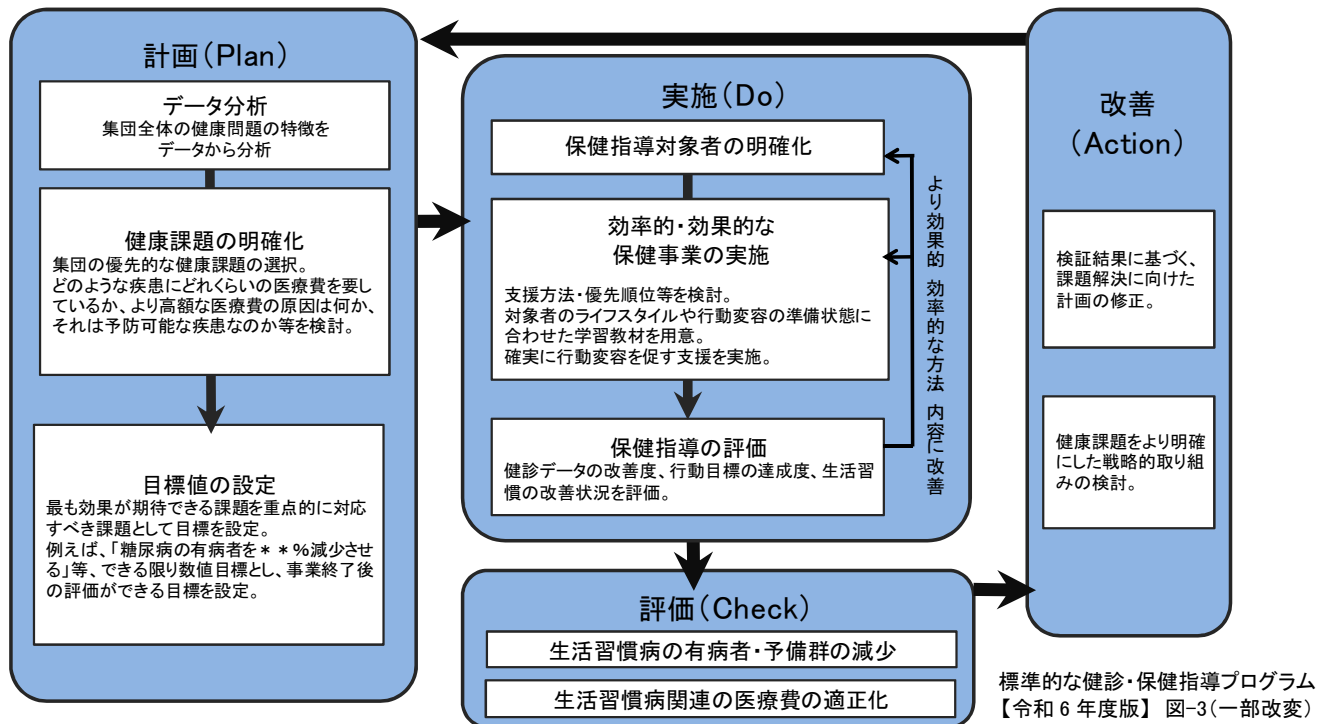 計画(Plan)
データ分析
集団全体の健康問題の特徴を
データから分析
健康課題の明確化
集団の優先的な健康課題の選択。
どのような疾患にどれくらいの医療費を要し
ているか、より高額な医療費の原因は何か、
それは予防可能な疾患なのか等を検討。
目標値の設定
最も効果が期待できる課題を重点的に対応
すべき課題として目標を設定。
例えば、「糖尿病の有病者を＊＊%減少させ
る」等、できる限り数値目標とし、事業終了後
の評価ができる目標を設定。
実施(Do)
保健指導対象者の明確化
効率的・効果的な
保健事業の実施
支援方法・優先順位等を検討。
対象者のライフスタイルや行動変容の準備状態に
合わせた学習教材を用意。
確実に行動変容を促す支援を実施。
保健指導の評価
健診データの改善度、行動目標の達成度、生活習
慣の改善状況を評価。
より効果的 効率的な方法 内容に改善
評価(Check)
生活習慣病の有病者・予備群の減少
生活習慣病関連の医療費の適正化
改善
(Action)
検証結果に基づく、
課題解決に向けた
計画の修正。
健康課題をより明確
にした戦略的取り組
みの検討。
標準的な健診・保健指導プログラム
【令和 6 年度版】 図-3(一部改変)